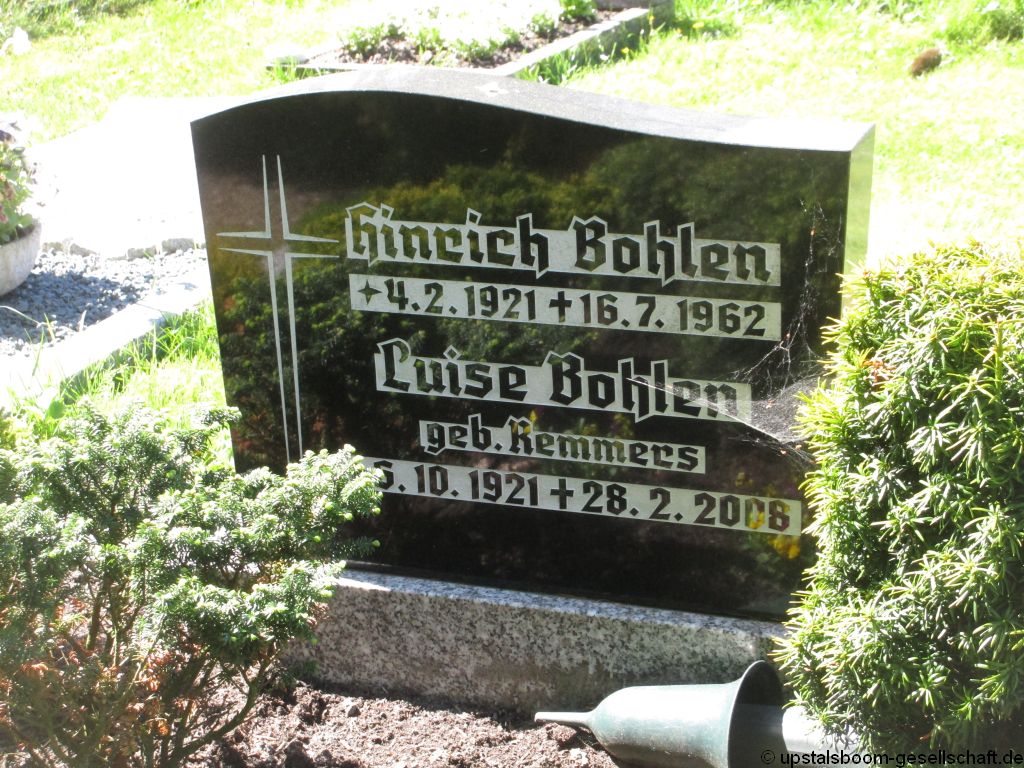 Hinrich Bohlen
✦4.2.1921 ✝ 16.7.1962
Luise Bohlen
geb. Remmers
10.1921 ✝ 28.2.2008
© upstalsboom-gesellschaft.de